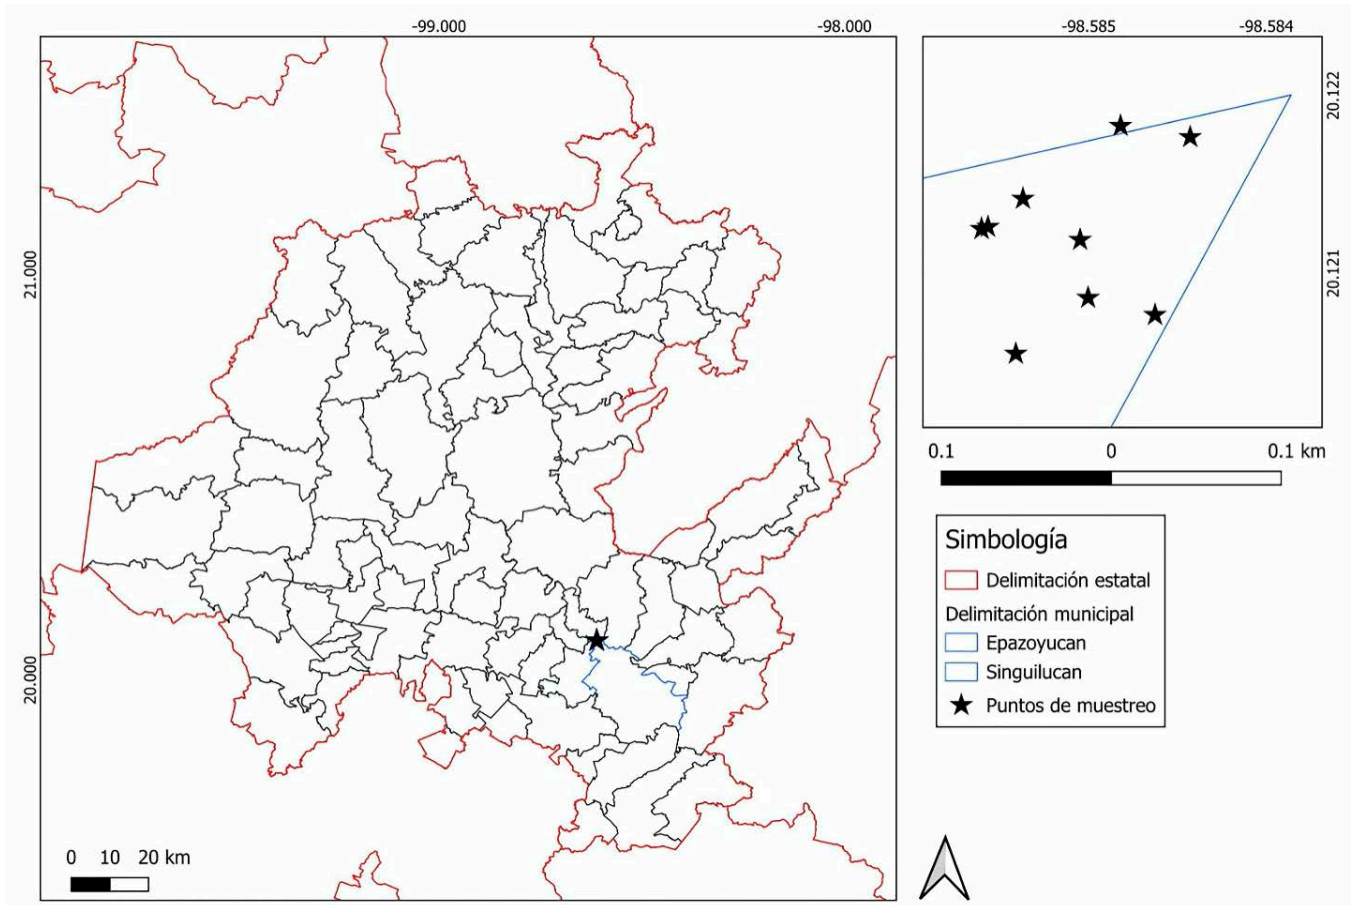 -99.000
-98.000
21.000
20.000
0 10 20 km
-98.585
-98.584
20.122
20.121
0.1 0 0.1 km
Simbología
Delimitación estatal
Delimitación municipal
Epazoyucan
Singuilucan
Puntos de muestreo